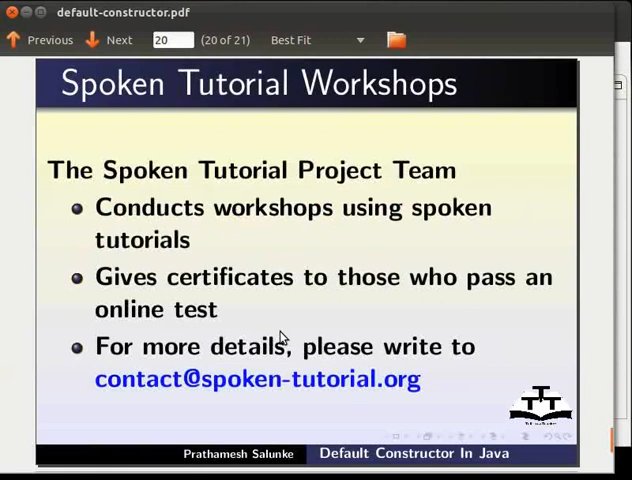 default-constructor.pdf
Previous Next 20 (20 of 21) Best Fit
Spoken Tutorial Workshops
The Spoken Tutorial Project Team
Conducts workshops using spoken
tutorials
Gives certificates to those who pass an
online test
For more details, please write to
contact@spoken-tutorial.org
Prathamesh Salunke Default Constructor In Java